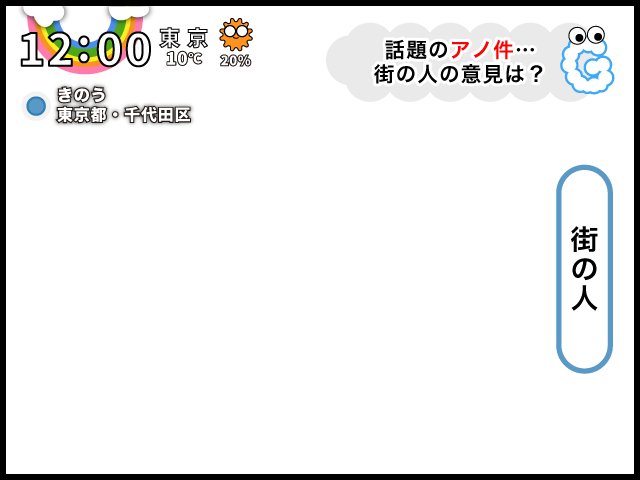 12:00
東京
10℃
20%
話題のアノ件…
街の人の意見は？
きのう
東京都・千代田区
街の人